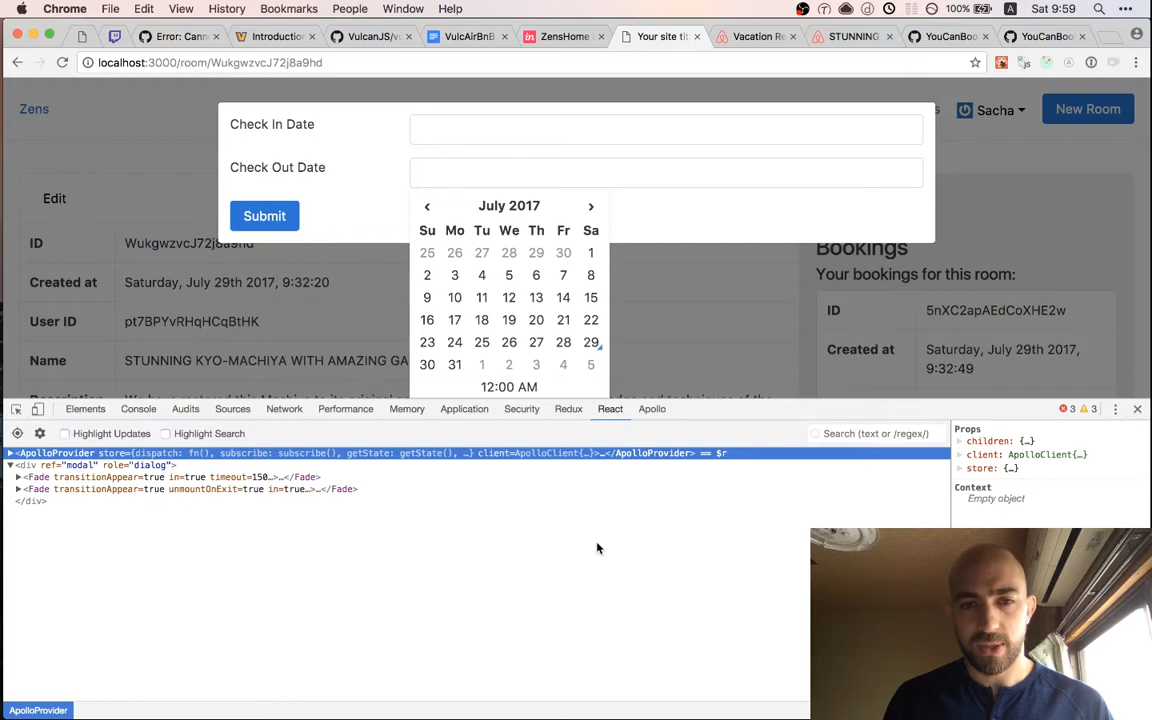 Chrome File Edit View History Bookmarks People Window Help 100% A Sat 9:59
Error: Cann Introduction VulcanJS/vu VulcAirBnB ZensHome Your site tit Vacation Re STUNNING YouCanBoo YouCanBoo
localhost:3000/room/WukgwzvcJ72j8a9hd
Zens s Sacha New Room
Check In Date
Check Out Date
Submit
July 2017
Su Mo Tu We Th Fr Sa
25 26 27 28 29 30 1
2 3 4 5 6 7 8
9 10 11 12 13 14 15
16 17 18 19 20 21 22
23 24 25 26 27 28 29
30 31 1 2 3 4 5
12:00 AM
Edit
ID WukgwzvcJ72j8a9hd
Created at Saturday, July 29th 2017, 9:32:20
User ID pt7BPYvRHqHCqBtHK
Name STUNNING KYO-MACHIYA WITH AMAZING GA
Bookings
Your bookings for this room:
ID 5nXC2apAEdCoXHE2w
Created at Saturday, July 29th 2017,
9:32:49
Elements Console Audits Sources Network Performance Memory Application Security Redux React Apollo 3 3
Highlight Updates Highlight Search Search (text or /regex/)
<ApolloProvider store={dispatch: fn(), subscribe: subscribe(), getState: getState(), …} client=ApolloClient{…}>…</ApolloProvider> == $r
<div ref="modal" role="dialog">
<Fade transitionAppear=true in=true timeout=150…>…</Fade>
<Fade transitionAppear=true unmountOnExit=true in=true…>…</Fade>
</div>
Props
children: {…}
client: ApolloClient{…}
store: {…}
Context
Empty object
ApolloProvider